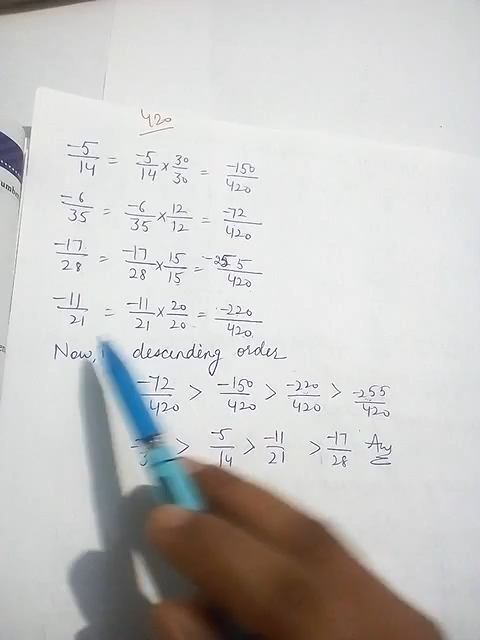 420
-5/14 = -5/14 × 30/30 = -150/420
-6/35 = -6/35 × 12/12 = -72/420
-17/28 = -17/28 × 15/15 = -255/420
-11/21 = -11/21 × 20/20 = -220/420
Now, descending order
-72/420 > -150/420 > -220/420 > -255/420
> -5/14 > -11/21 > -17/28 Ans